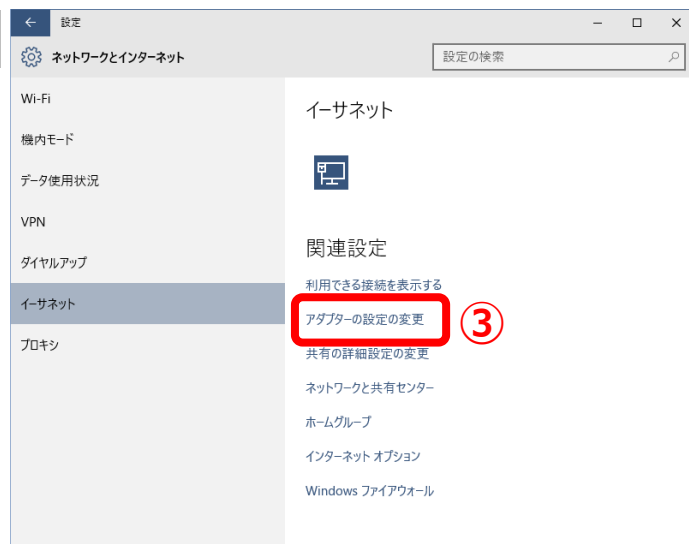 設定
ネットワークとインターネット
設定の検索
Wi-Fi
機内モード
データ使用状況
VPN
ダイヤルアップ
イーサネット
プロキシ
イーサネット
関連設定
利用できる接続を表示する
アダプターの設定の変更
③
共有の詳細設定の変更
ネットワークと共有センター
ホームグループ
インターネット オプション
Windows ファイアウォール